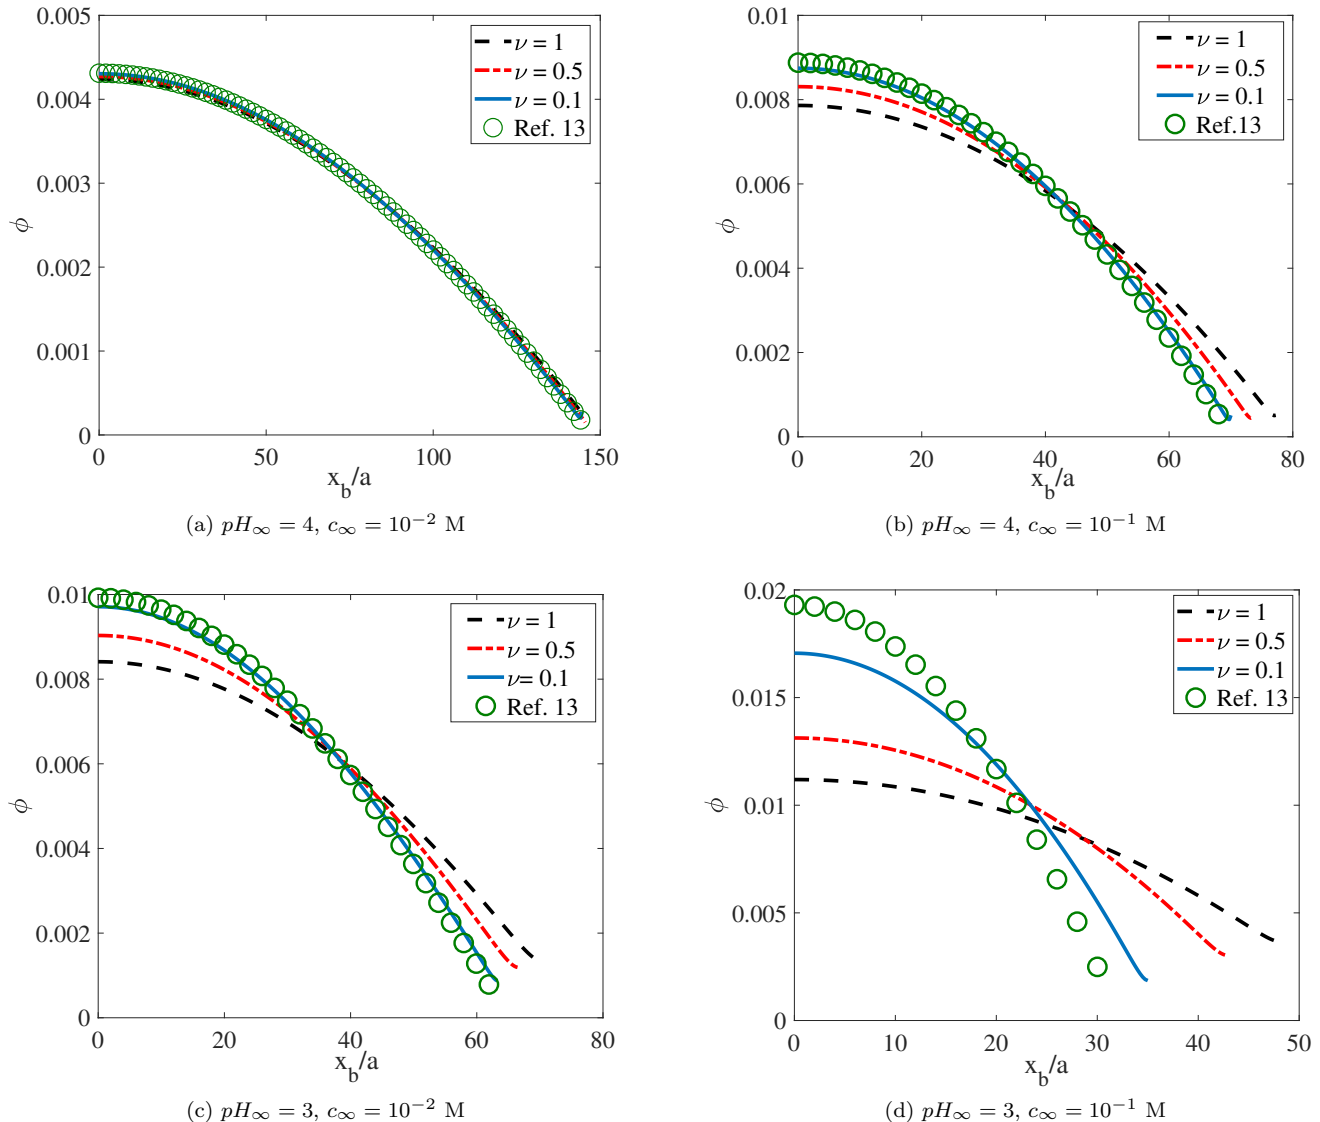 0.005
0.004
0.003
0.002
0.001
0
ϕ
0 50 100 150
x_b/a
ν = 1
ν = 0.5
ν = 0.1
Ref. 13
(a) pH∞ = 4, c∞ = 10⁻² M
0.01
0.008
0.006
0.004
0.002
0
ϕ
0 20 40 60 80
x_b/a
ν = 1
ν = 0.5
ν = 0.1
Ref.13
(b) pH∞ = 4, c∞ = 10⁻¹ M
0.01
0.008
0.006
0.004
0.002
0
ϕ
0 20 40 60 80
x_b/a
ν = 1
ν = 0.5
ν= 0.1
Ref. 13
(c) pH∞ = 3, c∞ = 10⁻² M
0.02
0.015
0.01
0.005
0
ϕ
0 10 20 30 40 50
x_b/a
ν = 1
ν = 0.5
ν = 0.1
Ref. 13
(d) pH∞ = 3, c∞ = 10⁻¹ M